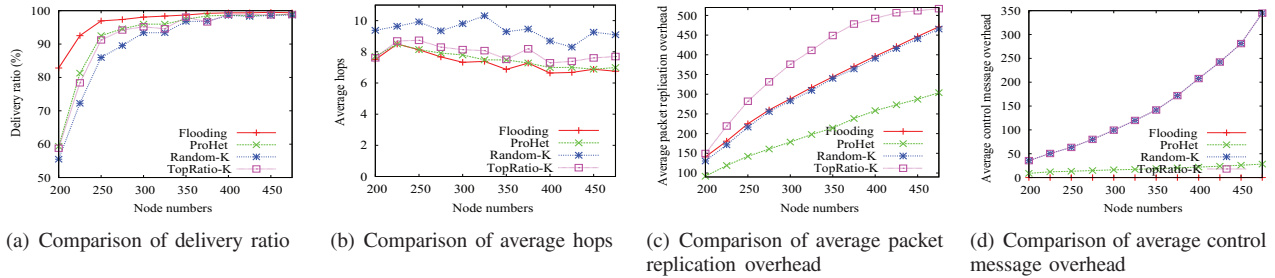 Delivery ratio (%)
100
90
80
70
60
50
200 250 300 350 400 450
Node numbers
Flooding
ProHet
Random-K
TopRatio-K
(a) Comparison of delivery ratio
Average hops
10
8
6
4
2
0
200 250 300 350 400 450
Node numbers
Flooding
ProHet
Random-K
TopRatio-K
(b) Comparison of average hops
Average packet replication overhead
500
450
400
350
300
250
200
150
100
200 250 300 350 400 450
Node numbers
Flooding
ProHet
Random-K
TopRatio-K
(c) Comparison of average packet
replication overhead
Average control message overhead
350
300
250
200
150
100
50
0
200 250 300 350 400 450
Node numbers
Flooding
ProHet
Random-K
TopRatio-K
(d) Comparison of average control
message overhead